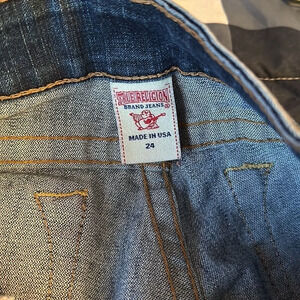 TRUE RELIGION
BRAND JEANS
MADE IN USA
24